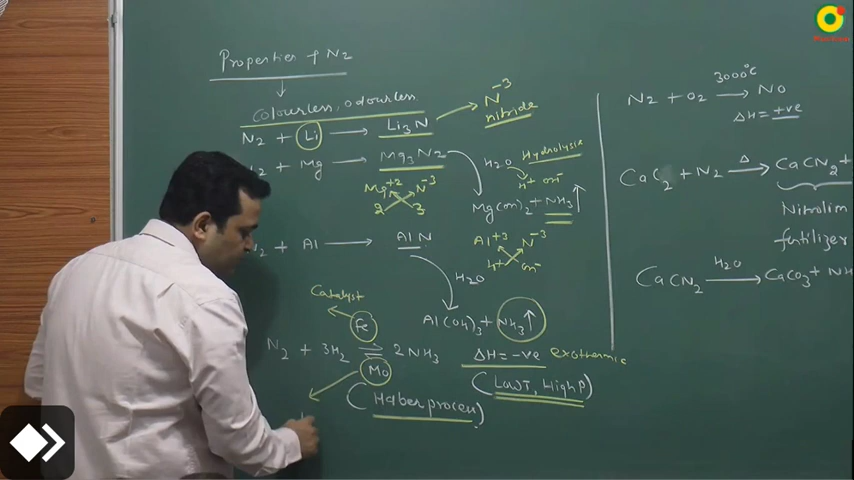 Properties of N2
↓
Colourless, odourless
N2 + Li → Li3N → N-3
nitride
N2 + Mg → Mg3N2
H2O Hydrolysis
H+ OH-
Mg+2 N-3
2 3
Mg(OH)2 + NH3↑
N2 + Al → AlN
Al+3 N-3
H+ OH-
H2O
Al(OH)3 + NH3↑
Catalyst
Fe
N2 + 3H2 ⇌ 2NH3 ΔH = -ve exothermic
Mo
(Low T, High P)
(Haber process)
N2 + O2 3000°C → NO
ΔH = +ve
CaC2 + N2 Δ → CaCN2 +
Nitrolim
fertilizer
CaCN2 H2O → CaCO3 + NH